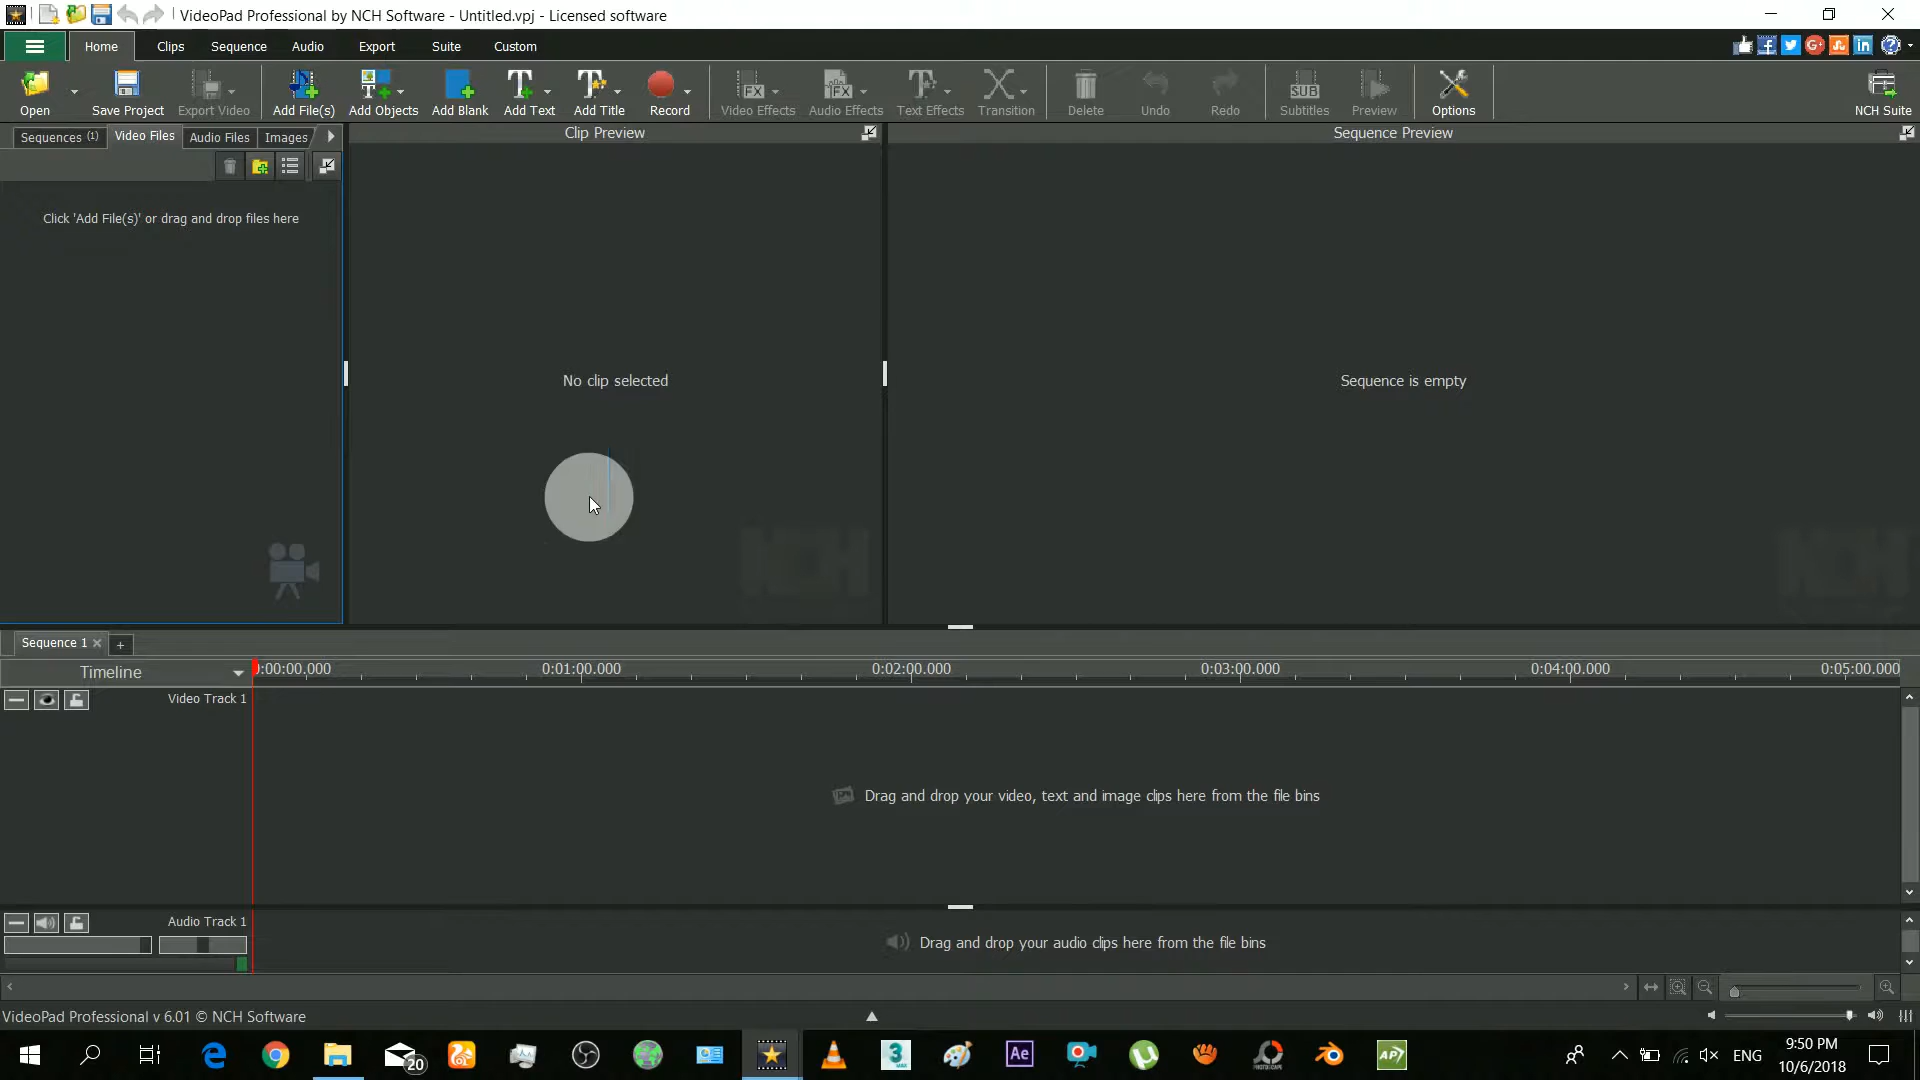 VideoPad Professional by NCH Software - Untitled.vpj - Licensed software
Home Clips Sequence Audio Export Suite Custom
Open Save Project Export Video Add File(s) Add Objects Add Blank Add Text Add Title Record Video Effects Audio Effects Text Effects Transition Delete Undo Redo Subtitles Preview Options NCH Suite
Sequences (1) Video Files Audio Files Images Clip Preview Sequence Preview
Click 'Add File(s)' or drag and drop files here
No clip selected Sequence is empty
NCH NCH
Sequence 1
Timeline 0:00:00.000 0:01:00.000 0:02:00.000 0:03:00.000 0:04:00.000 0:05:00.000
Video Track 1
Drag and drop your video, text and image clips here from the file bins
Audio Track 1
Drag and drop your audio clips here from the file bins
VideoPad Professional v 6.01 © NCH Software
20 3 Ae AP7 ENG 9:50 PM
10/6/2018